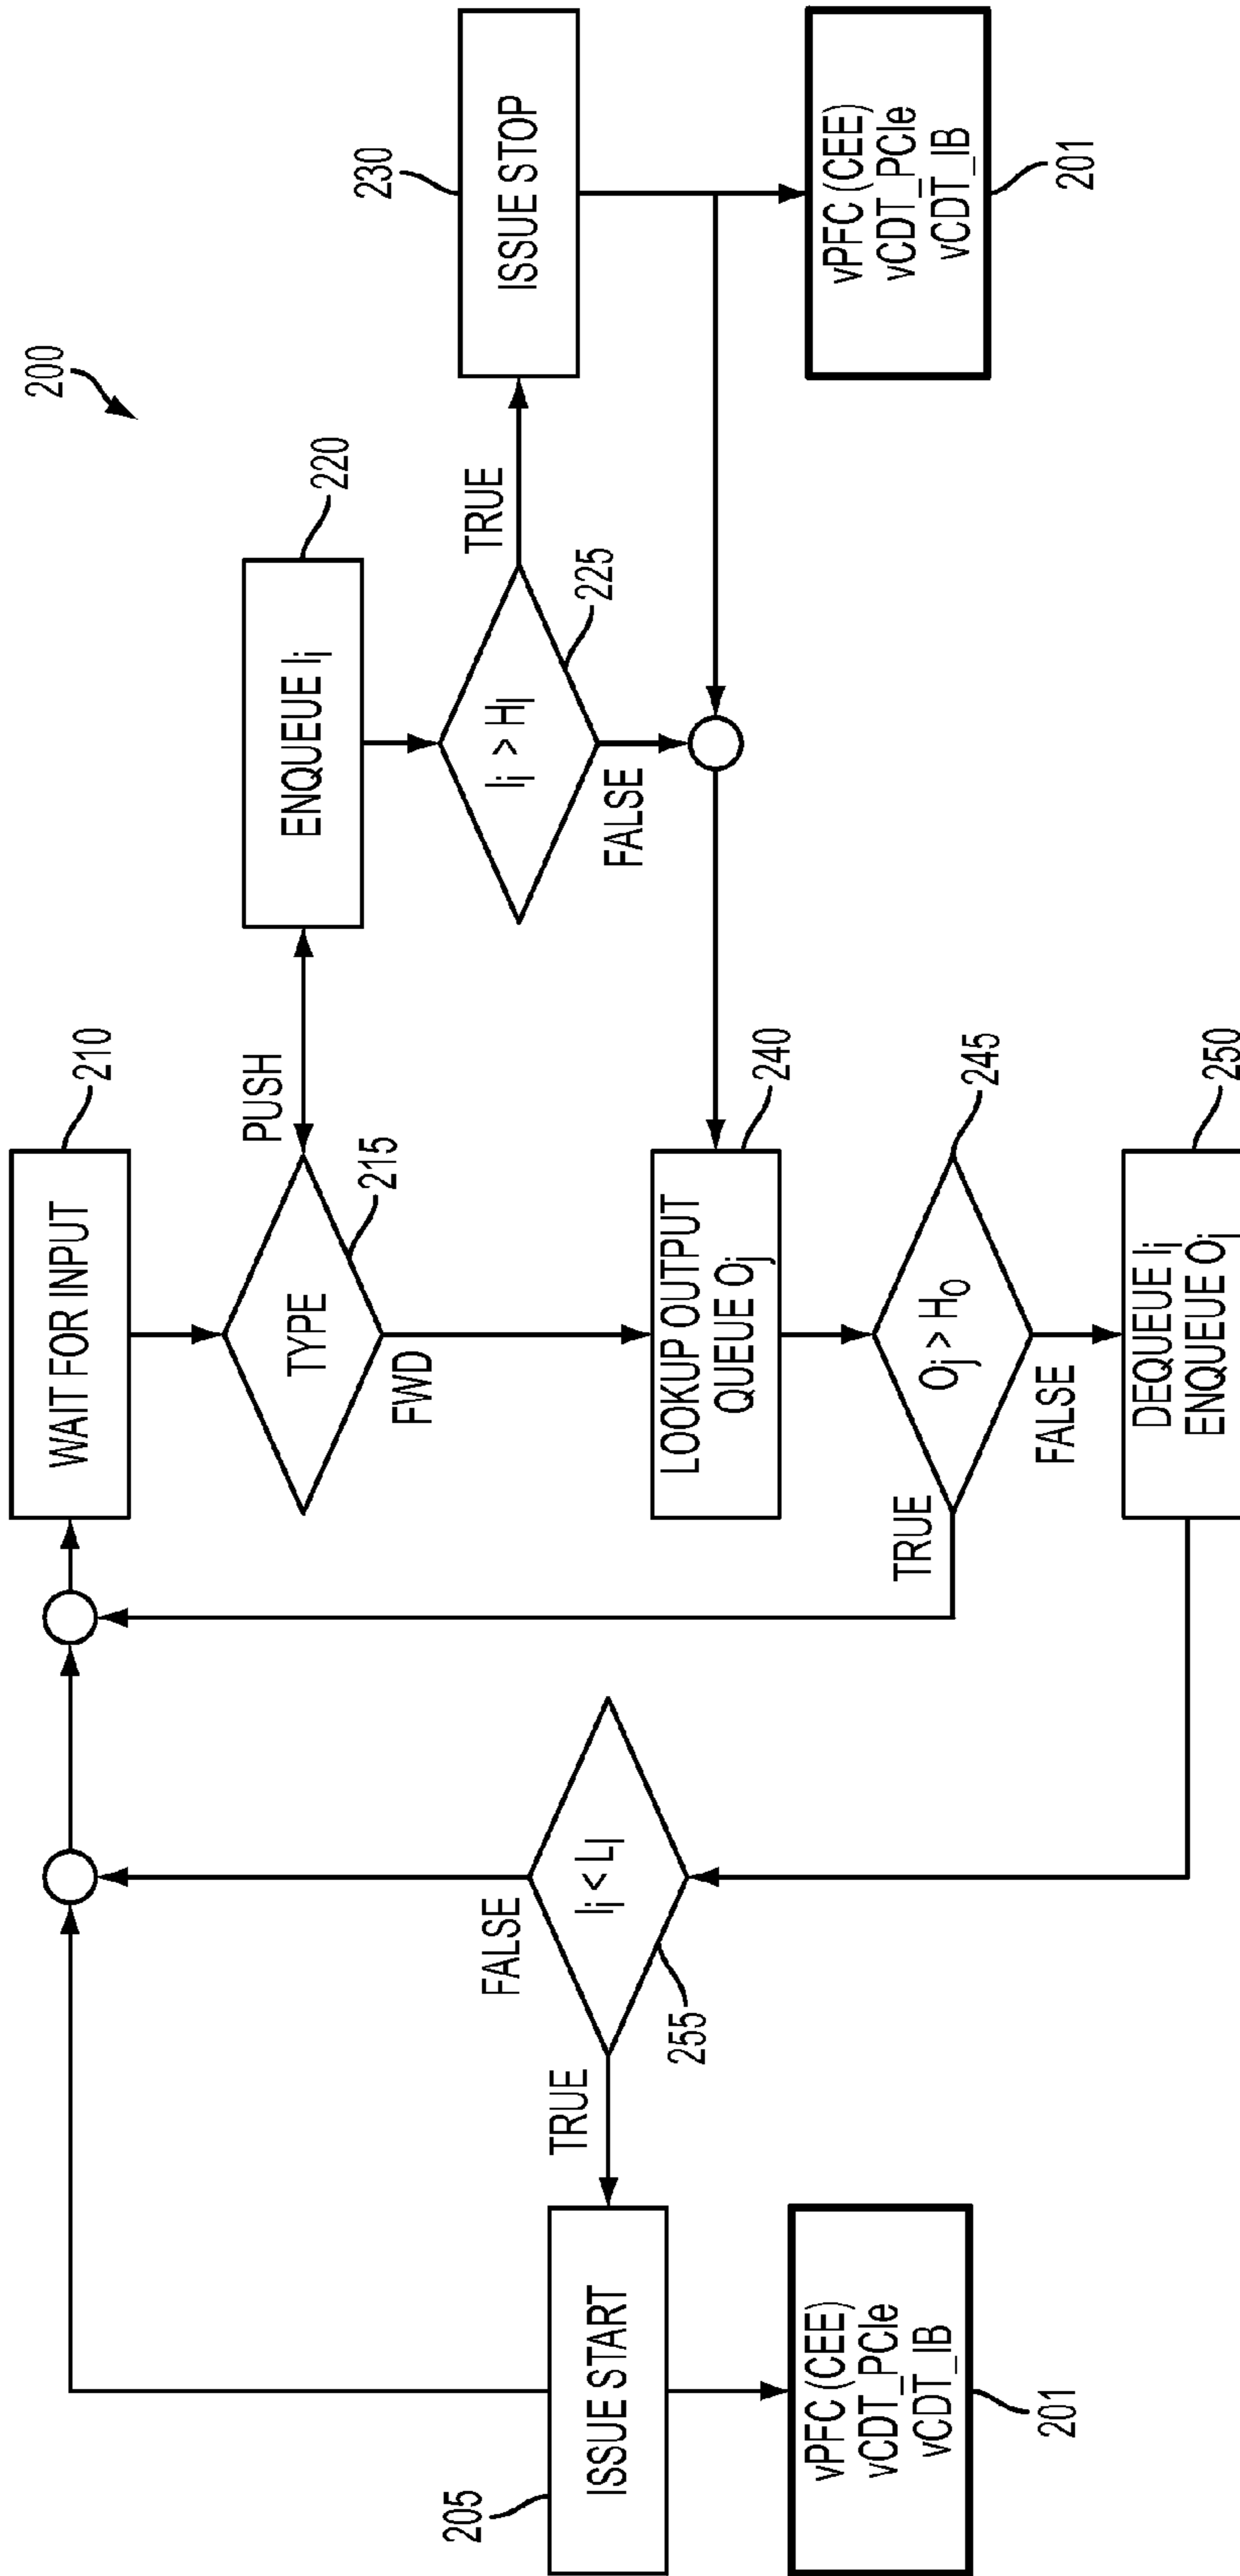 200
WAIT FOR INPUT
210
TYPE
215
PUSH
FWD
ENQUEUE Ii
220
Ii > HI
225
TRUE
FALSE
ISSUE STOP
230
vPFC (CEE)
vCDT_PCIe
vCDT_IB
201
LOOKUP OUTPUT
QUEUE Oj
240
Oj > HO
245
TRUE
FALSE
DEQUEUE Ii
ENQUEUE Oj
250
Ii < LI
255
FALSE
TRUE
ISSUE START
205
vPFC (CEE)
vCDT_PCIe
vCDT_IB
201